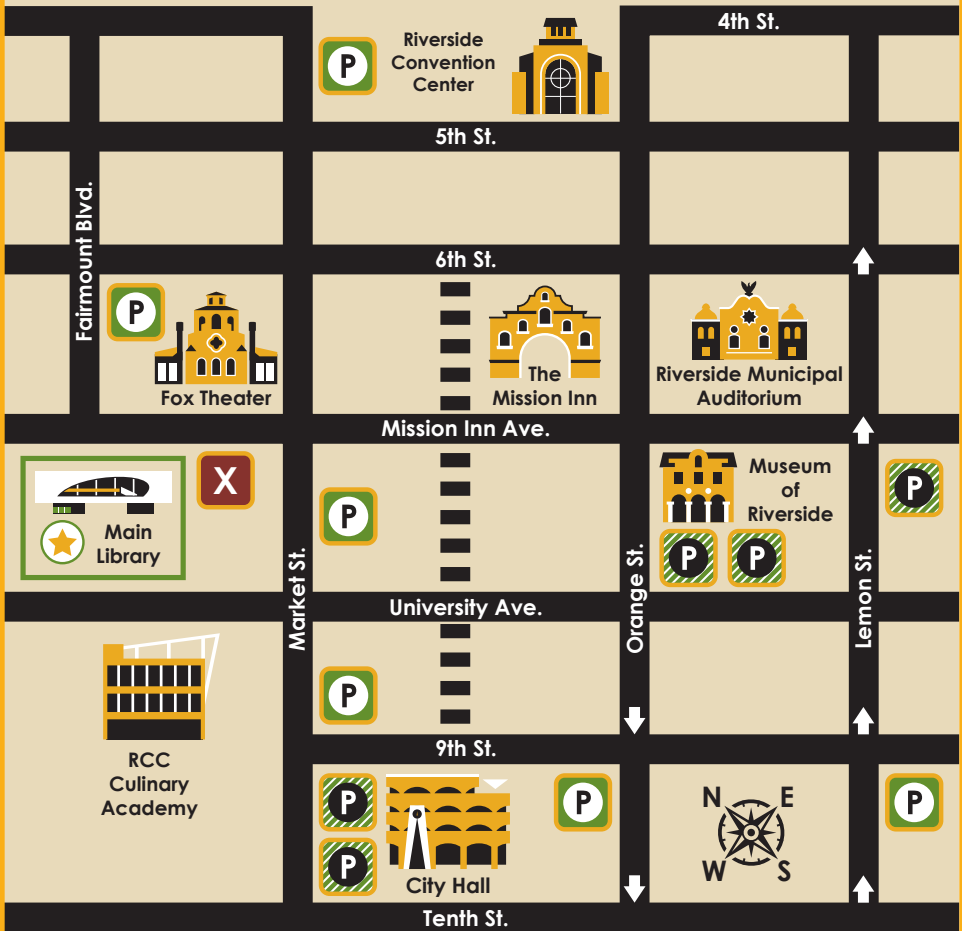 4th St.
P
Riverside
Convention
Center
5th St.
Fairmount Blvd.
6th St.
P
Fox Theater
The
Mission Inn
Riverside Municipal
Auditorium
Mission Inn Ave.
X
Main
Library
P
Museum
of
Riverside
P
P
P
Market St.
University Ave.
Orange St.
Lemon St.
P
9th St.
RCC
Culinary
Academy
P
P
City Hall
P
N E
W S
P
Tenth St.